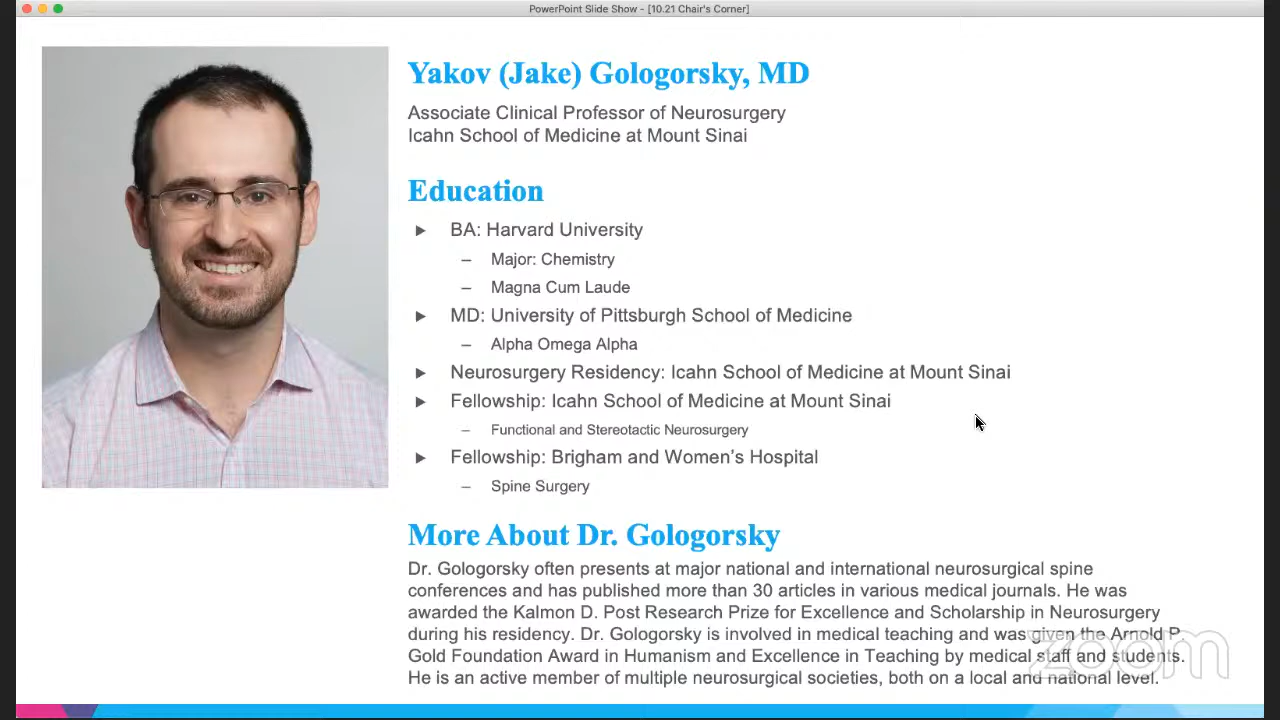 PowerPoint Slide Show - [10.21 Chair's Corner]
Yakov (Jake) Gologorsky, MD
Associate Clinical Professor of Neurosurgery
Icahn School of Medicine at Mount Sinai
Education
► BA: Harvard University
– Major: Chemistry
– Magna Cum Laude
► MD: University of Pittsburgh School of Medicine
– Alpha Omega Alpha
► Neurosurgery Residency: Icahn School of Medicine at Mount Sinai
► Fellowship: Icahn School of Medicine at Mount Sinai
– Functional and Stereotactic Neurosurgery
► Fellowship: Brigham and Women’s Hospital
– Spine Surgery
More About Dr. Gologorsky
Dr. Gologorsky often presents at major national and international neurosurgical spine
conferences and has published more than 30 articles in various medical journals. He was
awarded the Kalmon D. Post Research Prize for Excellence and Scholarship in Neurosurgery
during his residency. Dr. Gologorsky is involved in medical teaching and was given the Arnold P.
Gold Foundation Award in Humanism and Excellence in Teaching by medical staff and students.
He is an active member of multiple neurosurgical societies, both on a local and national level.
zoom